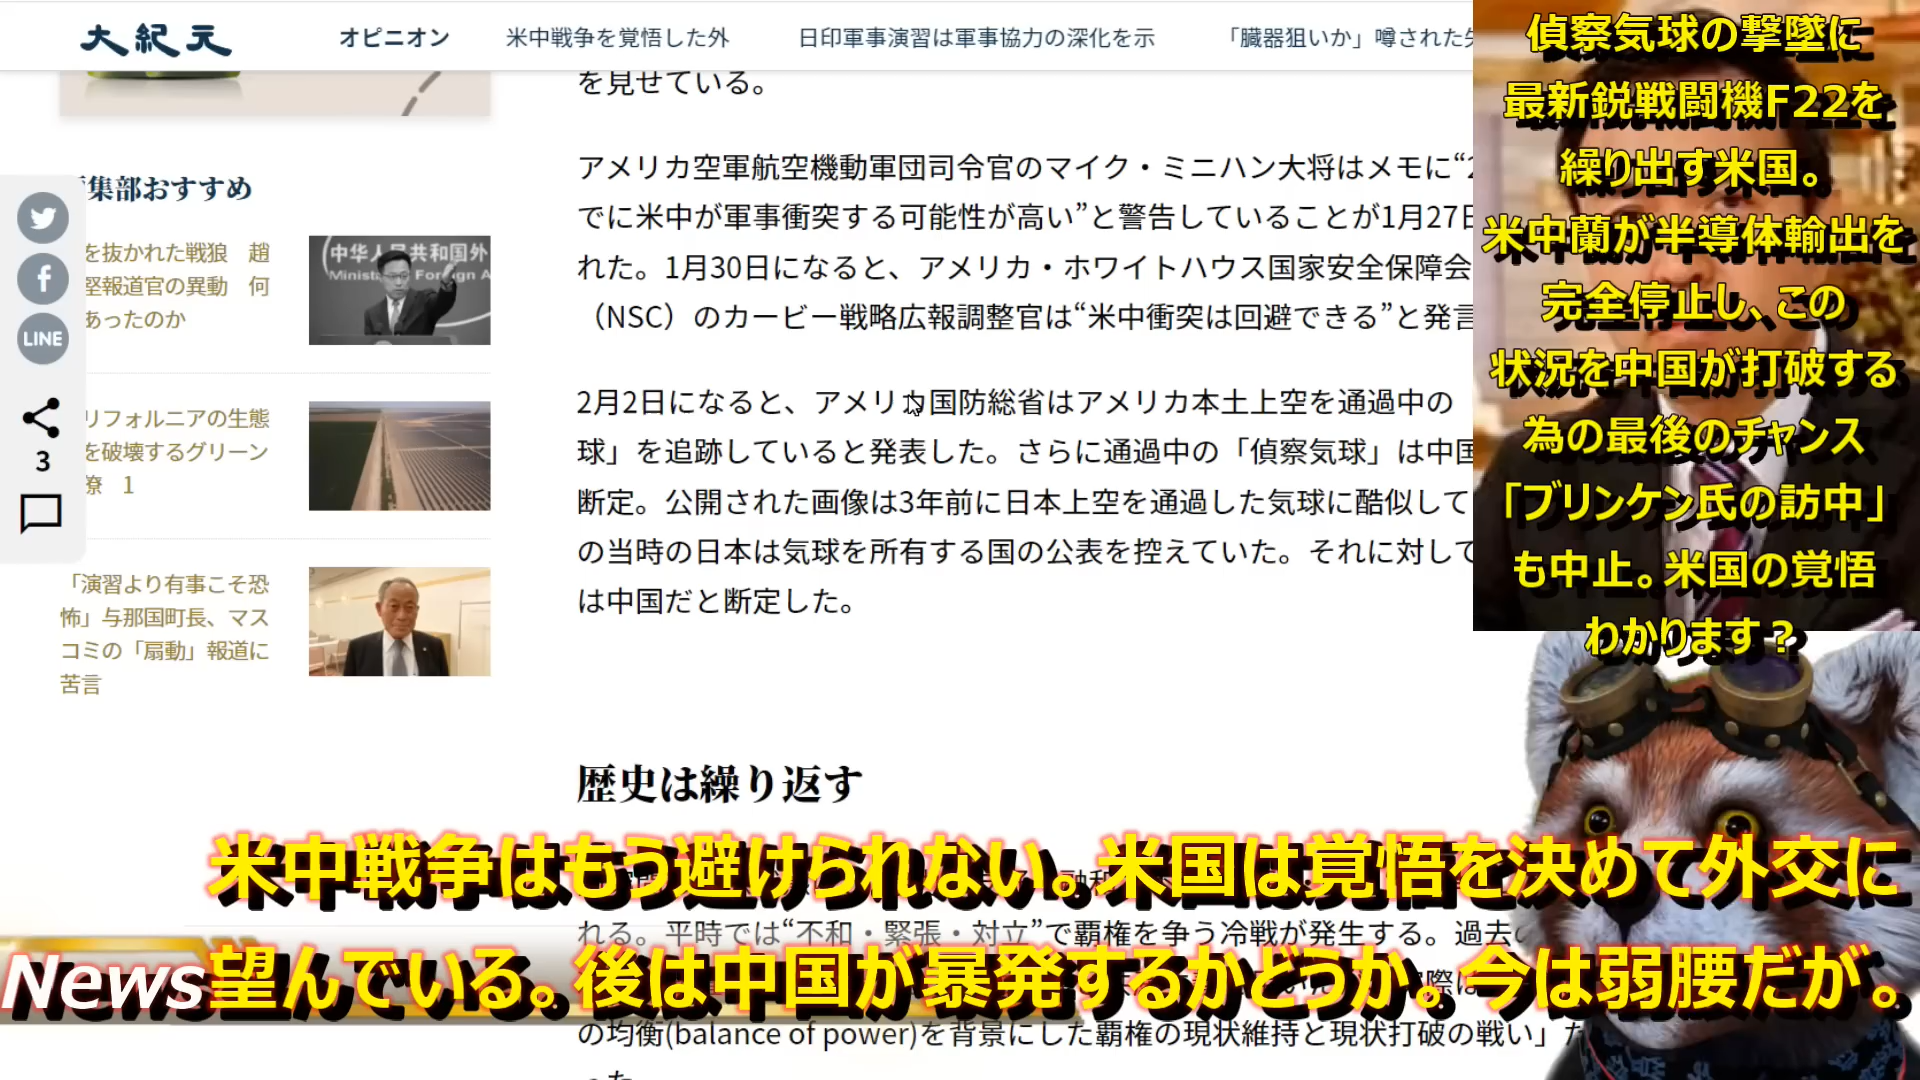 大紀元
オピニオン 米中戦争を覚悟した外 日印軍事演習は軍事協力の深化を示 「臓器狙いか」噂された失
を見せている。
アメリカ空軍航空機動軍団司令官のマイク・ミニハン大将はメモに“2
でに米中が軍事衝突する可能性が高い”と警告していることが1月27日
れた。1月30日になると、アメリカ・ホワイトハウス国家安全保障会
（NSC）のカービー戦略広報調整官は“米中衝突は回避できる”と発言
2月2日になると、アメリカ国防総省はアメリカ本土上空を通過中の
球」を追跡していると発表した。さらに通過中の「偵察気球」は中国
断定。公開された画像は3年前に日本上空を通過した気球に酷似して
の当時の日本は気球を所有する国の公表を控えていた。それに対して
は中国だと断定した。
歴史は繰り返す
れる。平時では“不和・緊張・対立”で覇権を争う冷戦が発生する。過去
の均衡(balance of power)を背景にした覇権の現状維持と現状打破の戦い」だ
った
集部おすすめ
を抜かれた戦狼 趙
堅報道官の異動 何
あったのか
中华人民共和国外
Ministry Foreign A
リフォルニアの生態
を破壊するグリーン
寮 1
「演習より有事こそ恐
怖」与那国町長、マス
コミの「扇動」報道に
苦言
LINE
3
偵察気球の撃墜に
最新鋭戦闘機F22を
繰り出す米国。
米中蘭が半導体輸出を
完全停止し、この
状況を中国が打破する
為の最後のチャンス
「ブリンケン氏の訪中」
も中止。米国の覚悟
わかります？
米中戦争はもう避けられない。米国は覚悟を決めて外交に
望んでいる。後は中国が暴発するかどうか。今は弱腰だが。
News